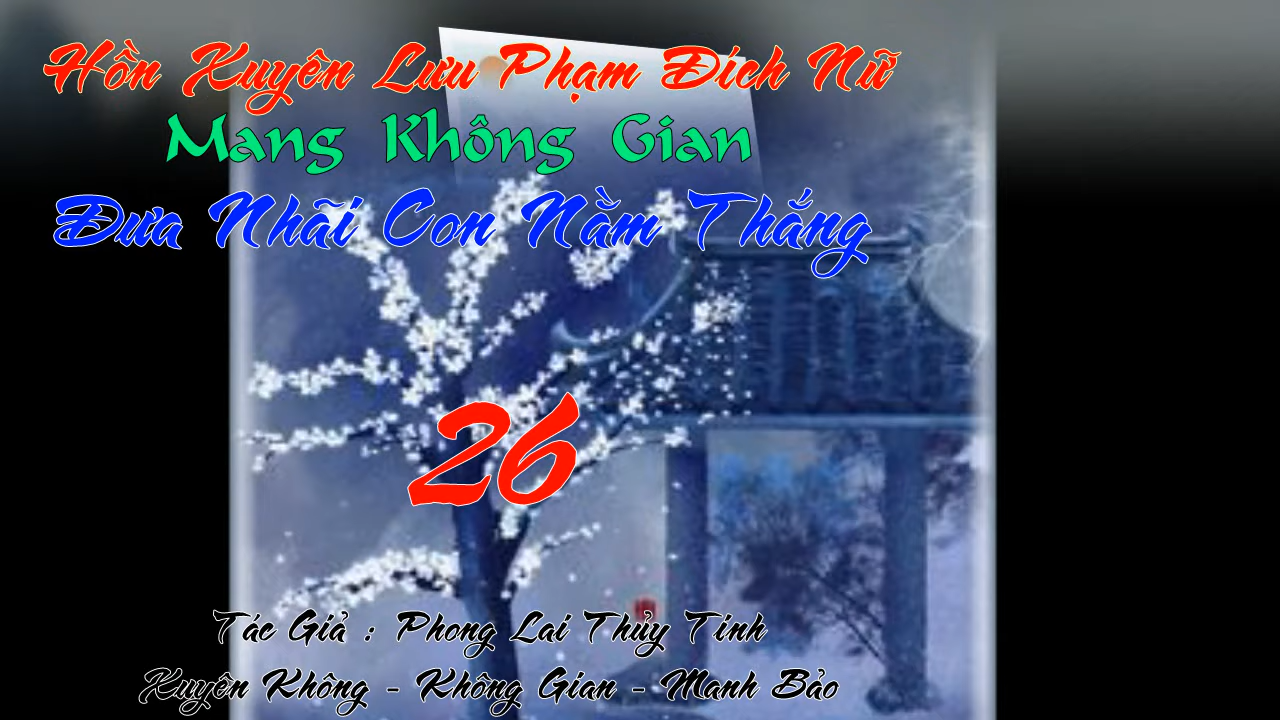 Hồn Xuyên Lưu Phạm Đích Nữ
Mang Không Gian
Đưa Nhãi Con Nằm Thắng
26
Tác Giả : Phong Lai Thủy Tính
Xuyên Không - Không Gian - Manh Bảo